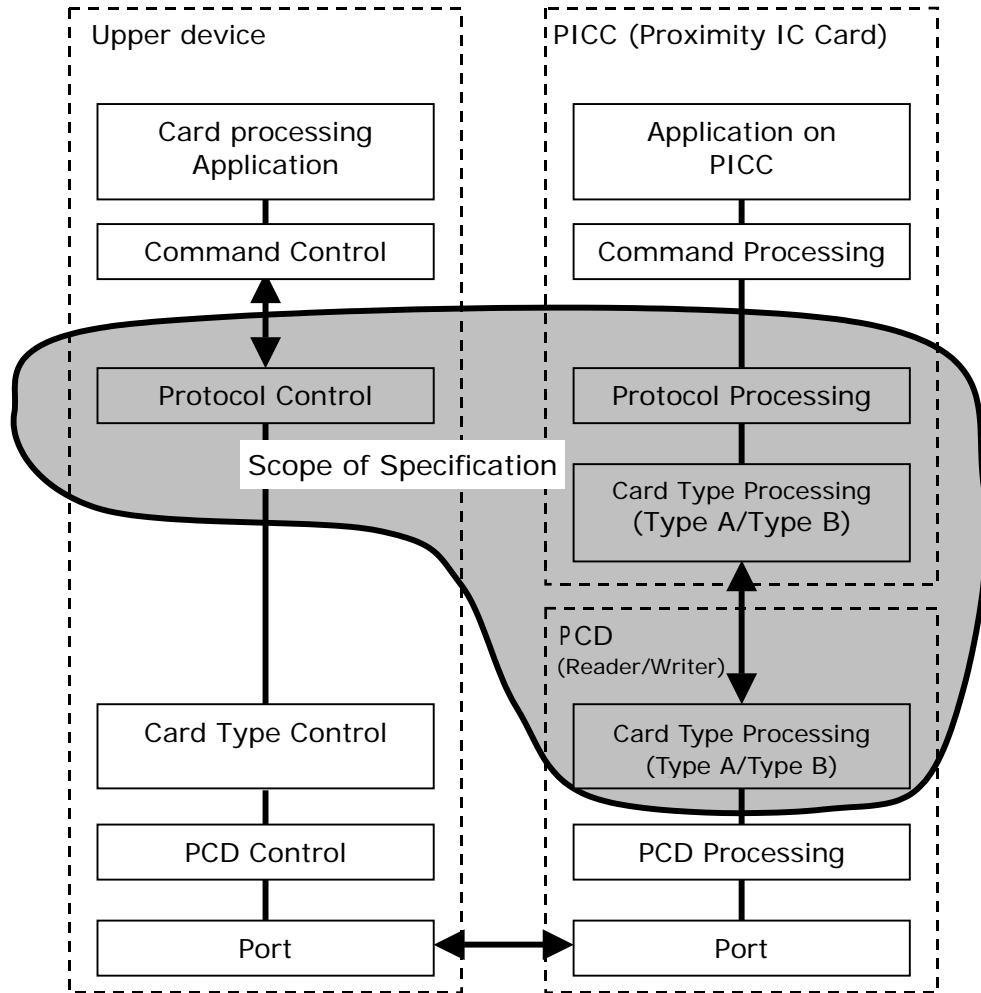 Upper device
Card processing
Application
Command Control
Protocol Control
Card Type Control
PCD Control
Port
PICC (Proximity IC Card)
Application on
PICC
Command Processing
Protocol Processing
Scope of Specification
Card Type Processing
(Type A/Type B)
PCD
(Reader/Writer)
Card Type Processing
(Type A/Type B)
PCD Processing
Port